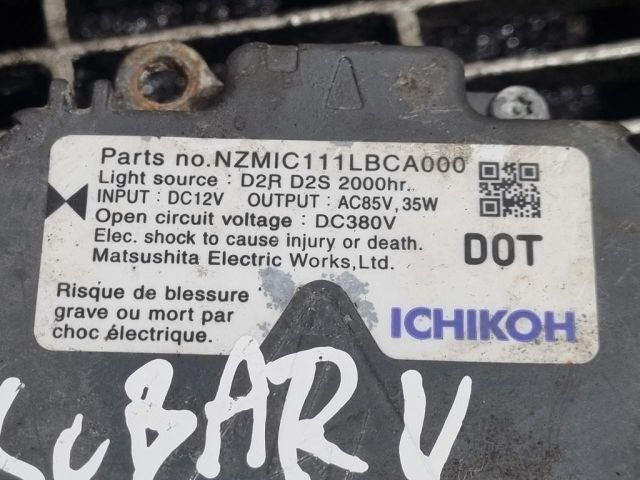 Parts no.NZMIC111LBCA000
Light source : D2R D2S 2000hr.
INPUT : DC12V OUTPUT : AC85V, 35W
Open circuit voltage : DC380V
Elec. shock to cause injury or death.
Matsushita Electric Works,Ltd.
DOT
Risque de blessure
grave ou mort par
choc électrique.
ICHIKOH
SUBARU